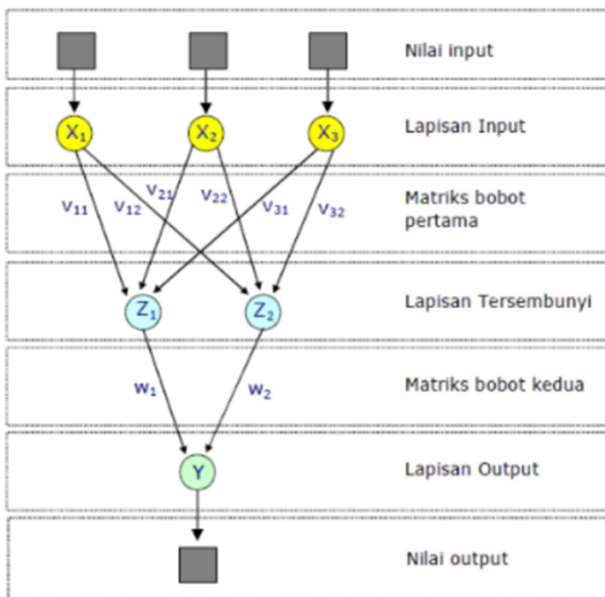 Nilai input
X₁ X₂ X₃ Lapisan Input
V₁₁ V₁₂ V₂₁ V₂₂ V₃₁ V₃₂ Matriks bobot
pertama
Z₁ Z₂ Lapisan Tersembunyi
w₁ w₂ Matriks bobot kedua
Y Lapisan Output
Nilai output